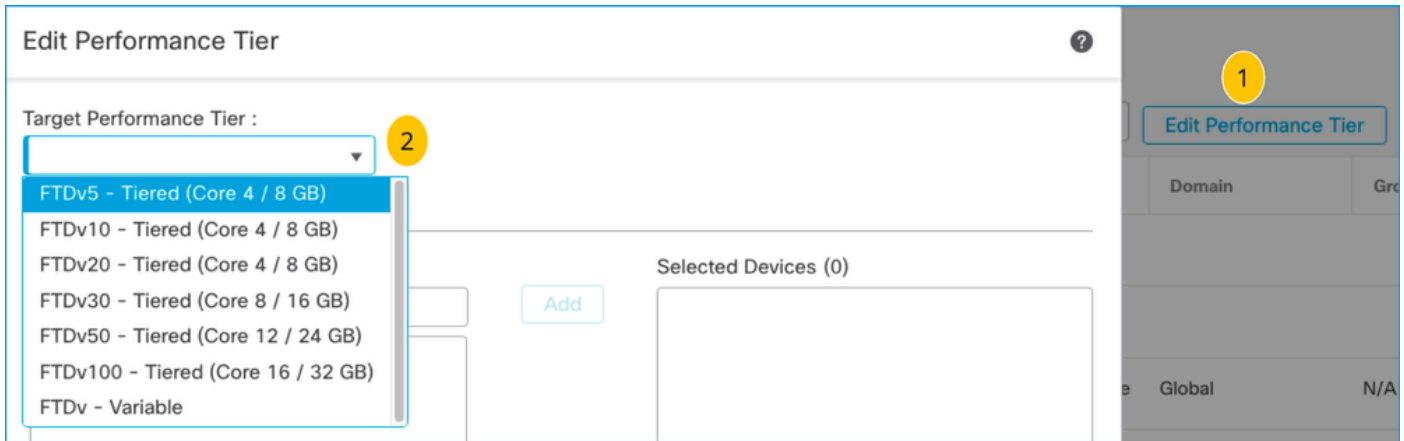 Edit Performance Tier
1
Target Performance Tier :
2
Edit Performance Tier
FTDv5 - Tiered (Core 4 / 8 GB)
Domain
FTDv10 - Tiered (Core 4 / 8 GB)
FTDv20 - Tiered (Core 4 / 8 GB)
Selected Devices (0)
FTDv30 - Tiered (Core 8 / 16 GB)
Add
FTDv50 - Tiered (Core 12 / 24 GB)
FTDv100 - Tiered (Core 16 / 32 GB)
Global
N/A
FTDv - Variable